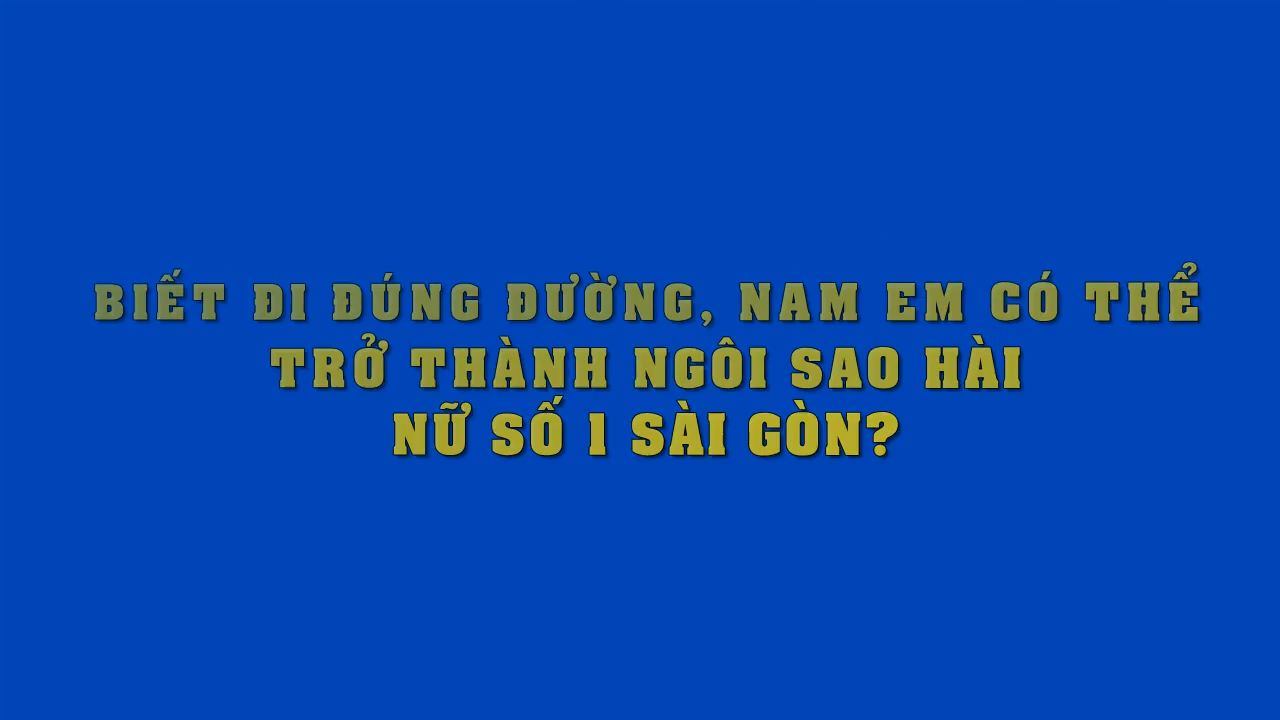 BIẾT ĐI ĐÚNG ĐƯỜNG, NAM EM CÓ THỂ
TRỞ THÀNH NGÔI SAO HÀI
NỮ SỐ 1 SÀI GÒN?